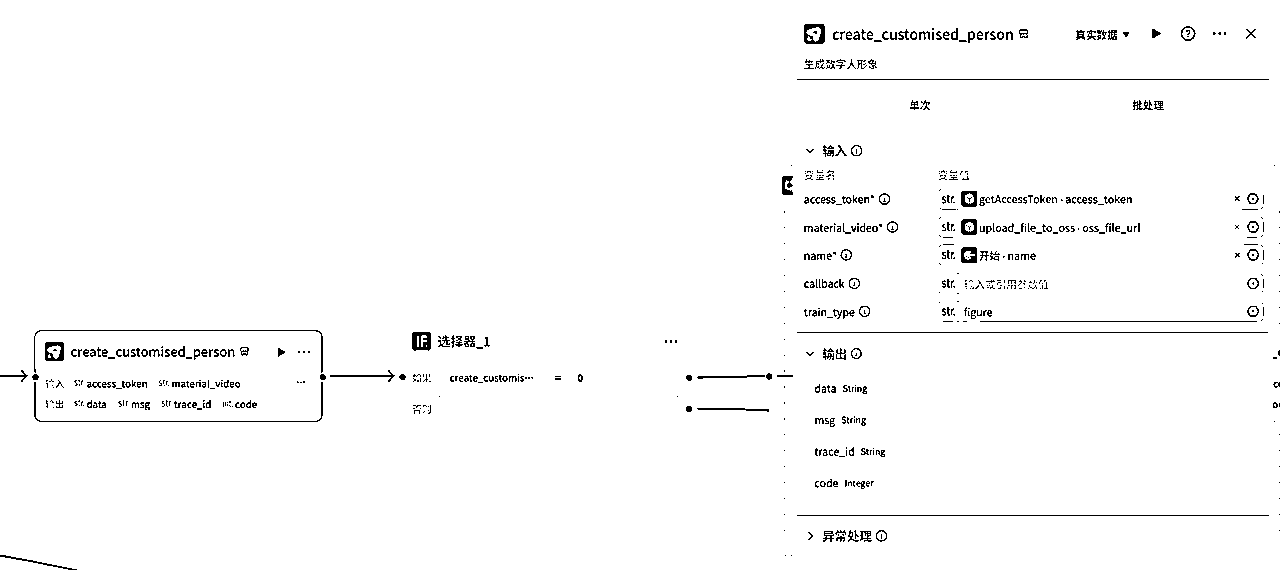 create_customised_person
输入 str. access_token str. material_video ...
输出 str. data str. msg str. trace_id int. code
IF 选择器_1 ...
如果 create_customis… = 0
否则
create_customised_person 真实数据
生成数字人形象
单次 批处理
输入
变量名 变量值
access_token* str. getAccessToken · access_token
material_video* str. upload_file_to_oss · oss_file_url
name* str. 开始 · name
callback str. 输入或引用参数值
train_type str. figure
输出
data String
msg String
trace_id String
code Integer
异常处理